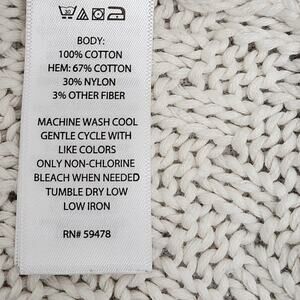 BODY:
100% COTTON
HEM: 67% COTTON
30% NYLON
3% OTHER FIBER
MACHINE WASH COOL
GENTLE CYCLE WITH
LIKE COLORS
ONLY NON-CHLORINE
BLEACH WHEN NEEDED
TUMBLE DRY LOW
LOW IRON
RN# 59478